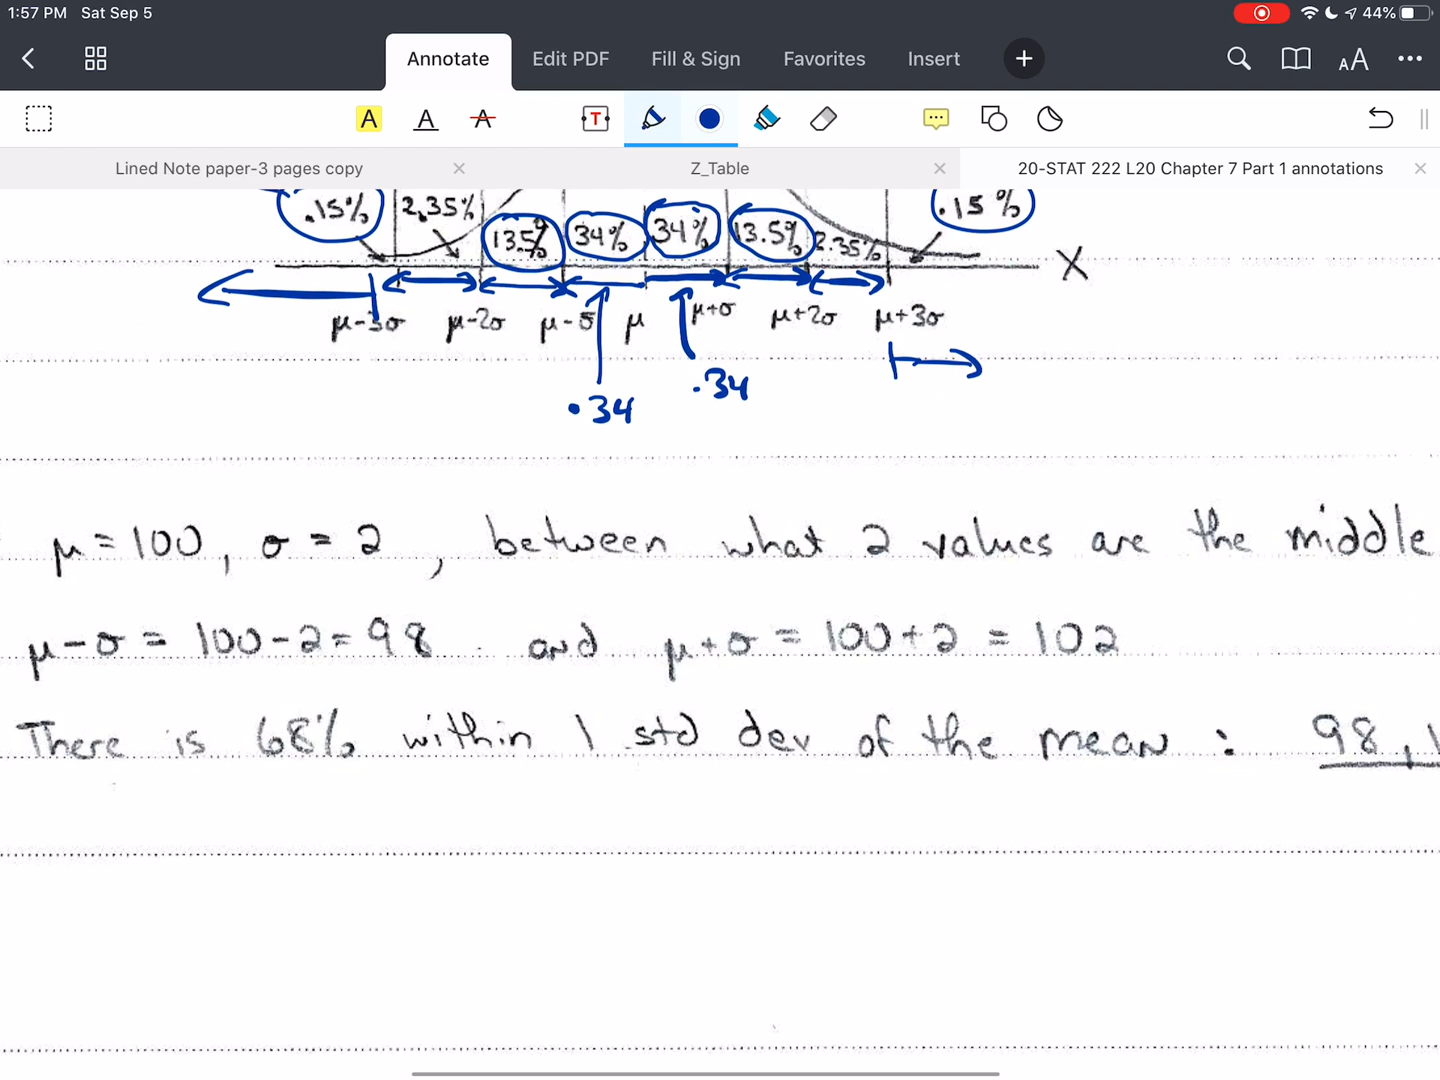 1:57 PM Sat Sep 5
44%
Annotate Edit PDF Fill & Sign Favorites Insert
AA
A A A T
Lined Note paper-3 pages copy
Z_Table
20-STAT 222 L20 Chapter 7 Part 1 annotations
.15% 2.35% 13.5% 34% 34% 13.5% 2.35% .15%
X
μ-3σ μ-2σ μ-σ μ μ+σ μ+2σ μ+3σ
.34 .34
μ = 100, σ = 2, between what 2 values are the middle
μ-σ = 100-2=98 and μ+σ = 100+2 = 102
There is 68% within 1 std dev of the mean : 98, 1